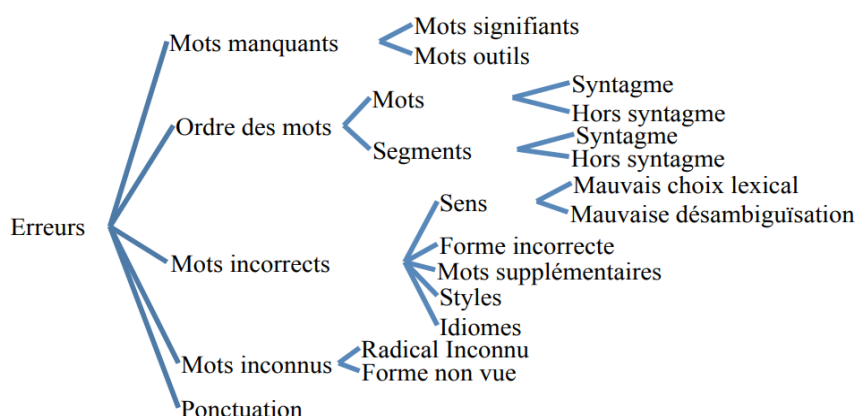 Mots signifiants
Mots manquants
Mots outils
Syntagme
Mots
Hors syntagme
Ordre des mots
Syntagme
Segments
Hors syntagme
Mauvais choix lexical
Sens
Mauvaise désambiguïsation
Erreurs
Forme incorrecte
Mots incorrects
Mots supplémentaires
Styles
Idiomes
Radical Inconnu
Mots inconnus
Forme non vue
Ponctuation